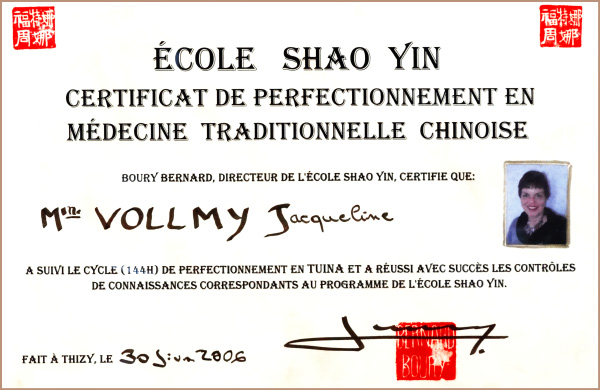 ÉCOLE SHAO YIN
CERTIFICAT DE PERFECTIONNEMENT EN
MÉDECINE TRADITIONNELLE CHINOISE
BOURY BERNARD, DIRECTEUR DE L'ÉCOLE SHAO YIN, CERTIFIE QUE:
Mme VOLLMY Jacqueline
A SUIVI LE CYCLE (144H) DE PERFECTIONNEMENT EN TUINA ET A RÉUSSI AVEC SUCCÈS LES CONTRÔLES
DE CONNAISSANCES CORRESPONDANTS AU PROGRAMME DE L'ÉCOLE SHAO YIN.
BERNARD
BOURY
FAIT À THIZY, LE 30 Juin 2006